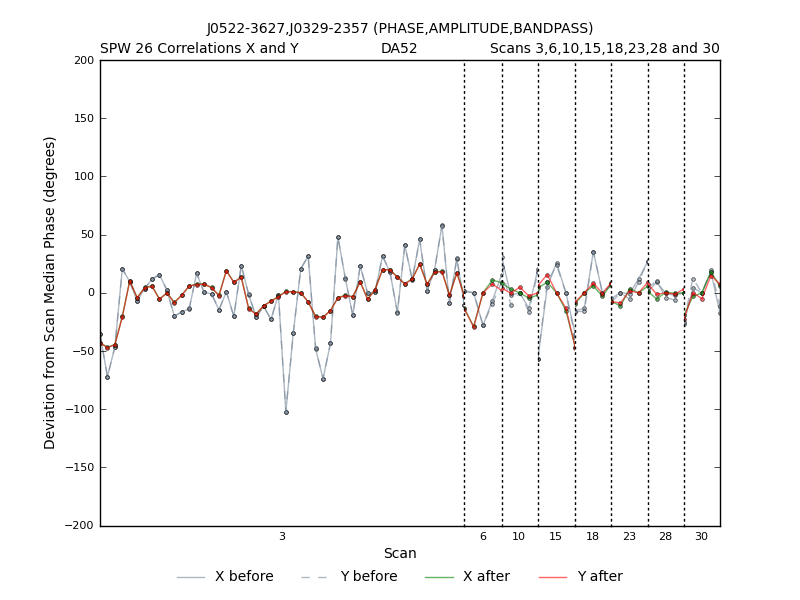 J0522-3627,J0329-2357 (PHASE,AMPLITUDE,BANDPASS)
SPW 26 Correlations X and Y DA52 Scans 3,6,10,15,18,23,28 and 30
200
150
100
50
0
−50
−100
−150
−200
Deviation from Scan Median Phase (degrees)
3 6 10 15 18 23 28 30
Scan
X before Y before X after Y after